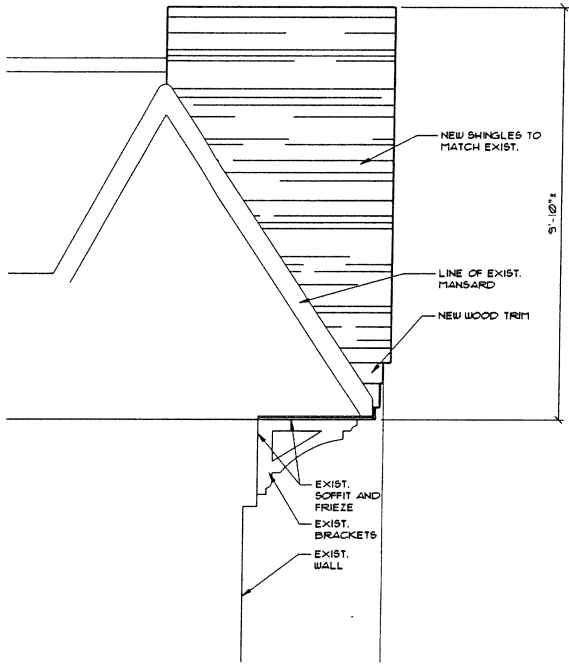 NEW SHINGLES TO
MATCH EXIST.
9'-10"±
LINE OF EXIST.
MANSARD
NEW WOOD TRIM
EXIST.
SOFFIT AND
FRIEZE
EXIST.
BRACKETS
EXIST.
WALL